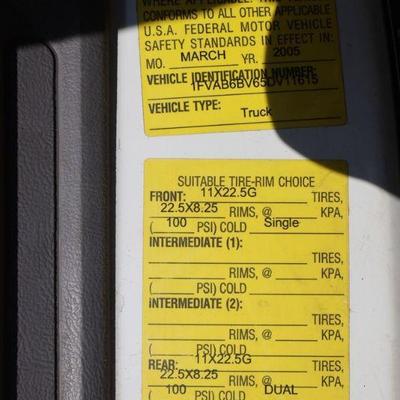 WHERE APPLICABLE. THIS
CONFORMS TO ALL OTHER APPLICABLE
U.S.A. FEDERAL MOTOR VEHICLE
SAFETY STANDARDS IN EFFECT IN:
MO. MARCH YR. 2005
VEHICLE IDENTIFICATION NUMBER:
1FVAB6BV65DV11615
VEHICLE TYPE: Truck
SUITABLE TIRE-RIM CHOICE
FRONT: 11X22.5G TIRES,
22.5X8.25 RIMS, @ KPA,
( 100 PSI) COLD Single
INTERMEDIATE (1):
TIRES,
RIMS, @ KPA,
( PSI) COLD
INTERMEDIATE (2):
TIRES,
RIMS, @ KPA,
( PSI) COLD
REAR: 11X22.5G TIRES,
22.5X8.25 RIMS, @ KPA,
( 100 PSI) COLD DUAL